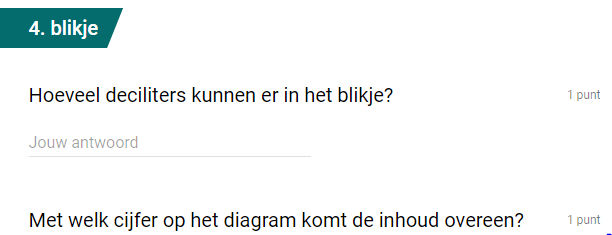 4. blikje
Hoeveel deciliters kunnen er in het blikje?
1 punt
Jouw antwoord
Met welk cijfer op het diagram komt de inhoud overeen?
1 punt